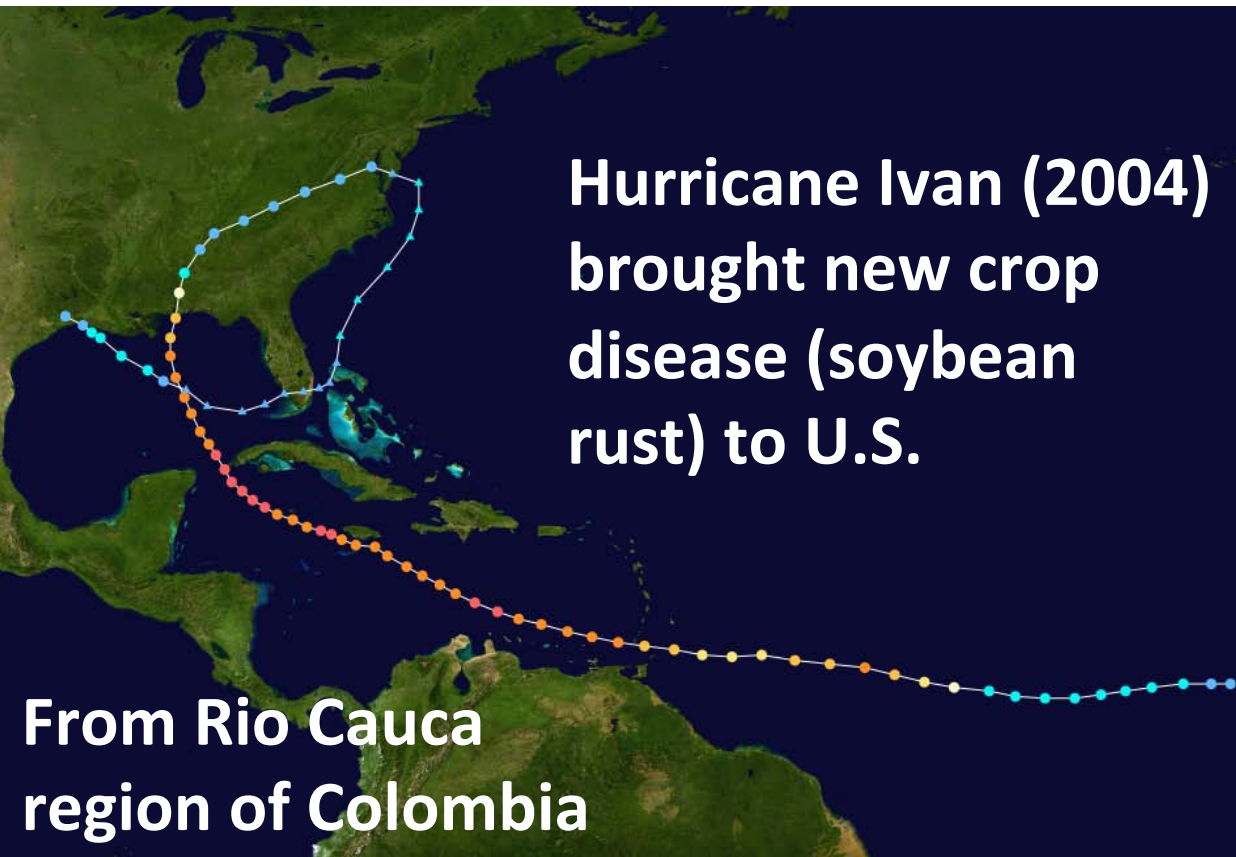 Hurricane Ivan (2004)
brought new crop
disease (soybean
rust) to U.S.
From Rio Cauca
region of Colombia